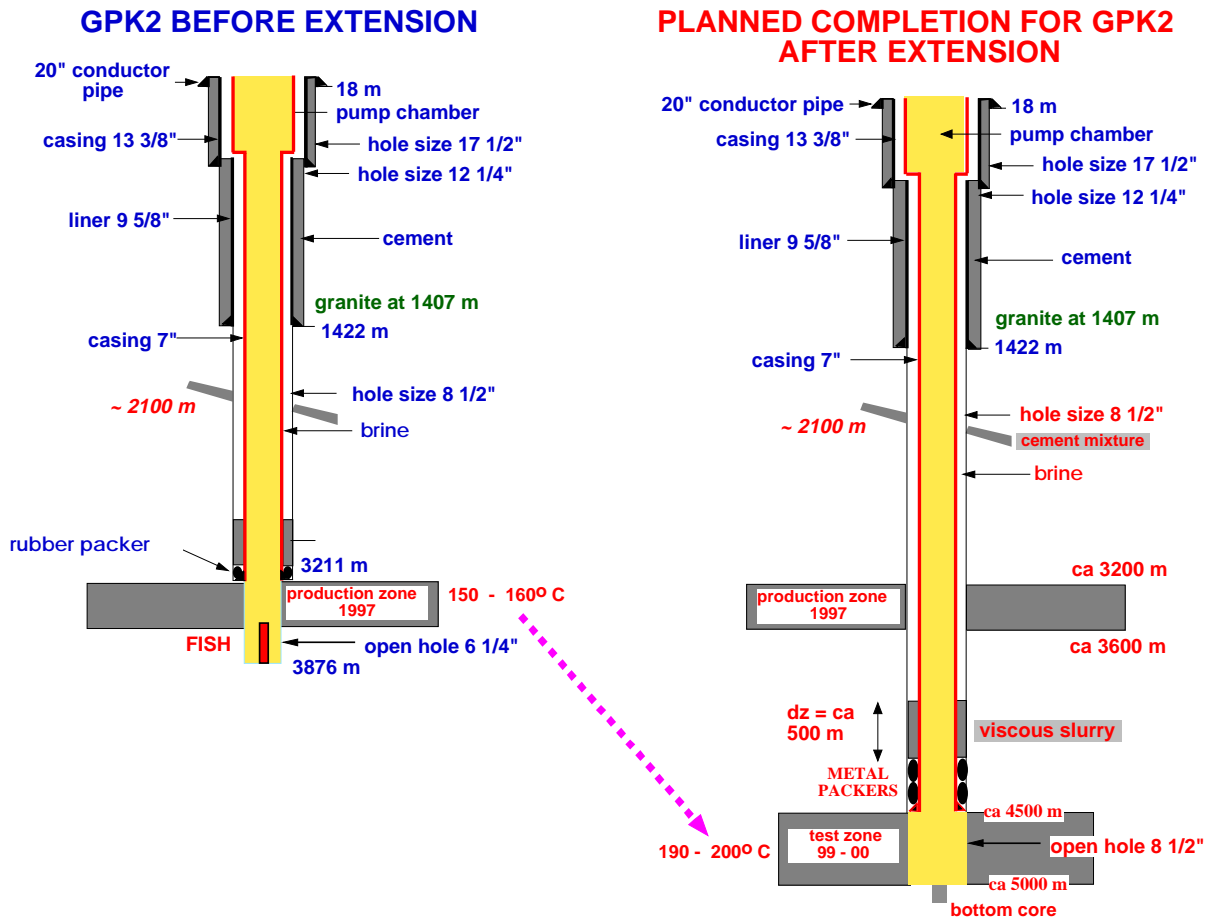 GPK2 BEFORE EXTENSION
20" conductor
pipe
18 m
pump chamber
casing 13 3/8"
hole size 17 1/2"
hole size 12 1/4"
liner 9 5/8"
cement
granite at 1407 m
1422 m
casing 7"
hole size 8 1/2"
~ 2100 m
brine
rubber packer
3211 m
production zone
1997
150 - 160º C
FISH
open hole 6 1/4"
3876 m
PLANNED COMPLETION FOR GPK2
AFTER EXTENSION
20" conductor pipe
18 m
casing 13 3/8"
pump chamber
hole size 17 1/2"
hole size 12 1/4"
liner 9 5/8"
cement
granite at 1407 m
1422 m
casing 7"
hole size 8 1/2"
~ 2100 m
cement mixture
brine
ca 3200 m
production zone
1997
ca 3600 m
dz = ca
500 m
viscous slurry
METAL
PACKERS
ca 4500 m
test zone
99 - 00
190 - 200º C
open hole 8 1/2"
ca 5000 m
bottom core